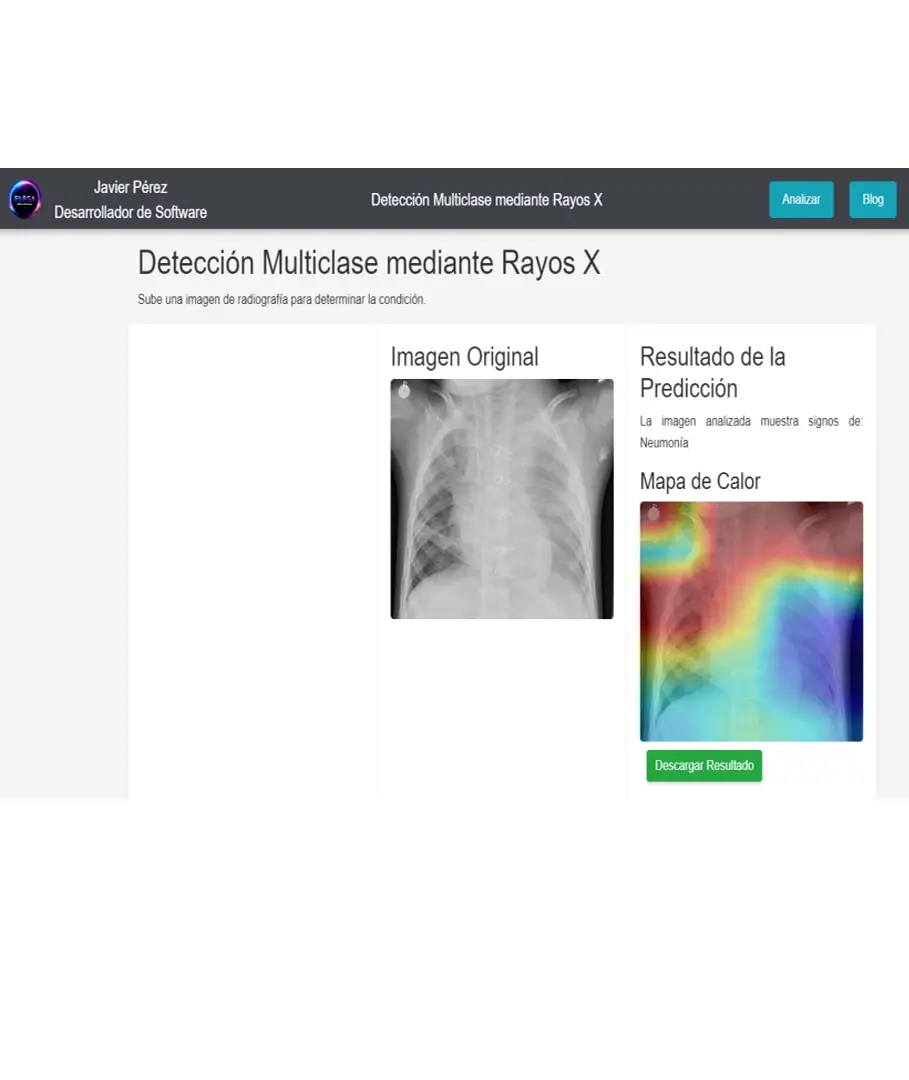 Javier Pérez
Desarrollador de Software
Detección Multiclase mediante Rayos X
Analizar
Blog
Detección Multiclase mediante Rayos X
Sube una imagen de radiografía para determinar la condición.
Imagen Original
Resultado de la
Predicción
La imagen analizada muestra signos de:
Neumonía
Mapa de Calor
Descargar Resultado